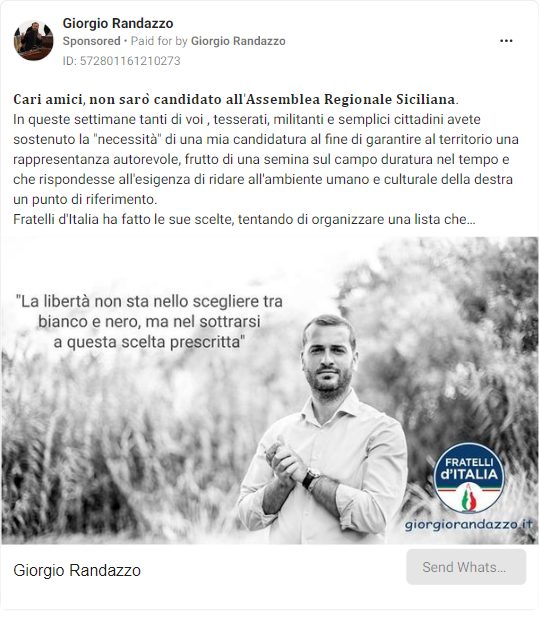 Giorgio Randazzo
Sponsored • Paid for by Giorgio Randazzo
ID: 572801161210273
Cari amici, non sarò candidato all'Assemblea Regionale Siciliana.
In queste settimane tanti di voi , tesserati, militanti e semplici cittadini avete
sostenuto la "necessità" di una mia candidatura al fine di garantire al territorio una
rappresentanza autorevole, frutto di una semina sul campo duratura nel tempo e
che rispondesse all'esigenza di ridare all'ambiente umano e culturale della destra
un punto di riferimento.
Fratelli d'Italia ha fatto le sue scelte, tentando di organizzare una lista che...
"La libertà non sta nello scegliere tra
bianco e nero, ma nel sottrarsi
a questa scelta prescritta"
FRATELLI
d'ITALIA
giorgiorandazzo.it
Giorgio Randazzo
Send Whats...